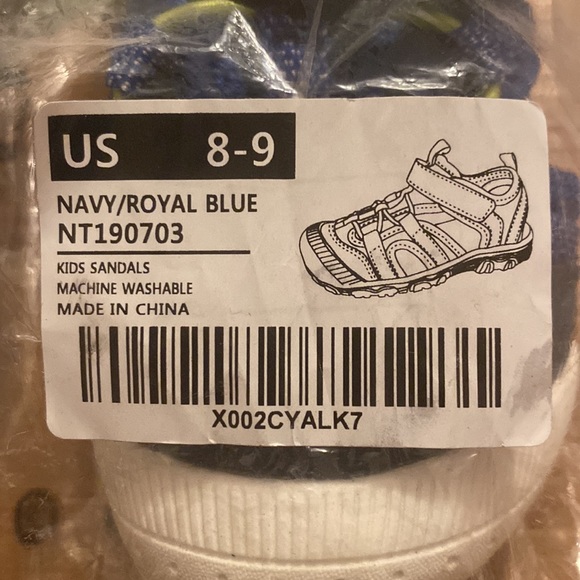 US 8-9
NAVY/ROYAL BLUE
NT190703
KIDS SANDALS
MACHINE WASHABLE
MADE IN CHINA
X002CYALK7